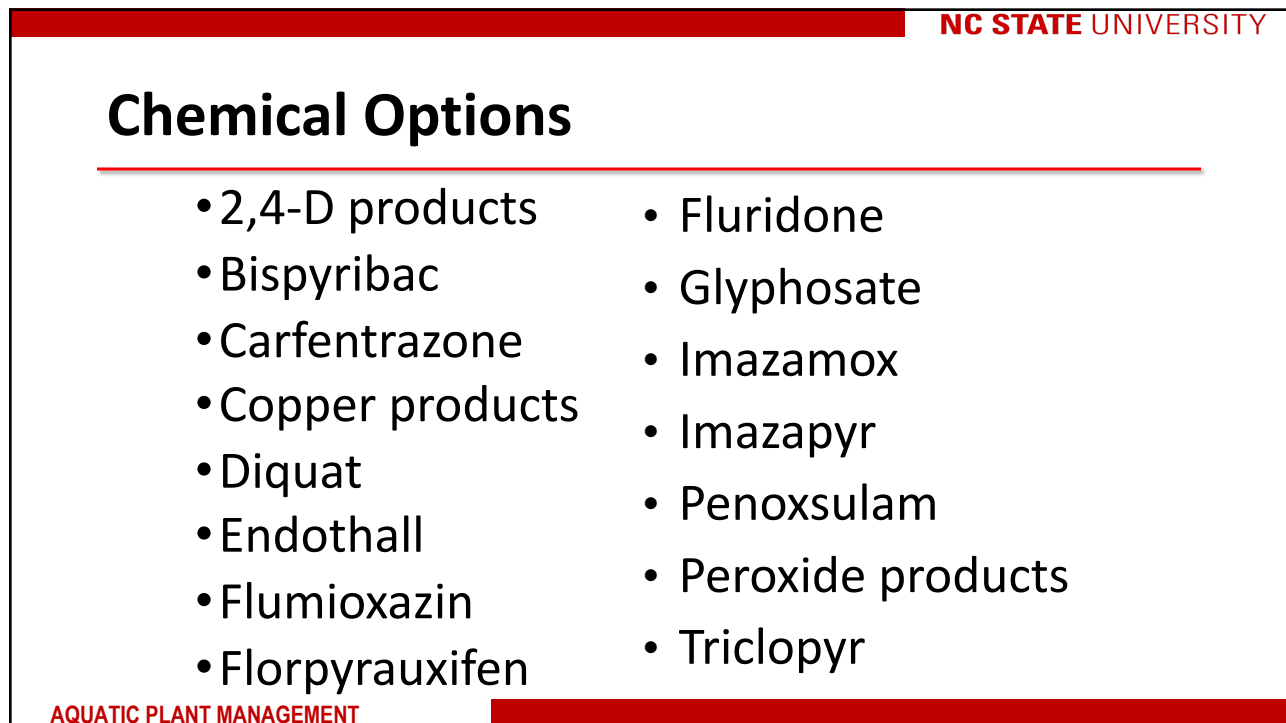 NC STATE UNIVERSITY
Chemical Options
•2,4-D products
•Bispyribac
•Carfentrazone
•Copper products
•Diquat
•Endothall
•Flumioxazin
•Florpyrauxifen
• Fluridone
• Glyphosate
• Imazamox
• Imazapyr
• Penoxsulam
• Peroxide products
• Triclopyr
AQUATIC PLANT MANAGEMENT